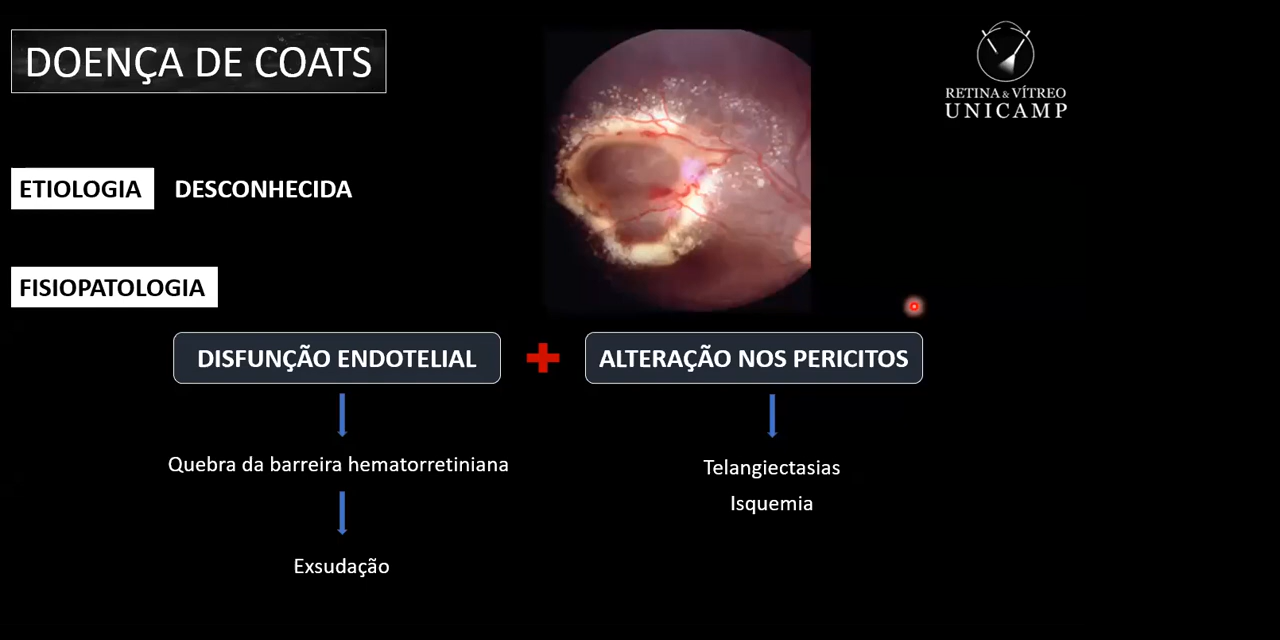 DOENÇA DE COATS
RETINA & VÍTREO
UNICAMP
ETIOLOGIA DESCONHECIDA
FISIOPATOLOGIA
DISFUNÇÃO ENDOTELIAL
ALTERAÇÃO NOS PERICITOS
Quebra da barreira hematorretiniana
Exsudação
Telangiectasias
Isquemia